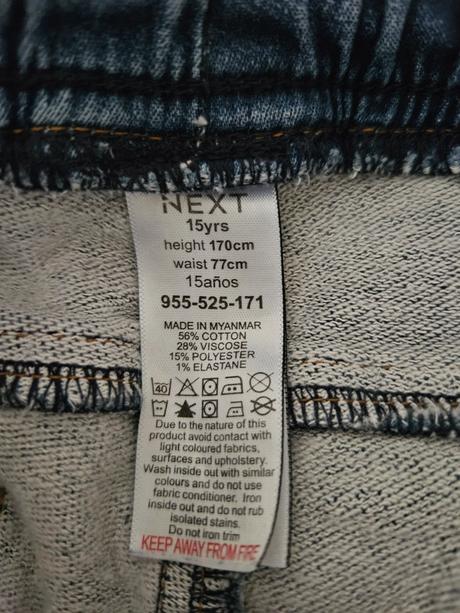 NEXT
15yrs
height 170cm
waist 77cm
15años
955-525-171
MADE IN MYANMAR
56% COTTON
28% VISCOSE
15% POLYESTER
1% ELASTANE
40
Due to the nature of this
product avoid contact with
light coloured fabrics,
surfaces and upholstery.
Wash inside out with similar
colours and do not use
fabric conditioner. Iron
inside out and do not rub
isolated stains.
Do not iron trim
KEEP AWAY FROM FIRE